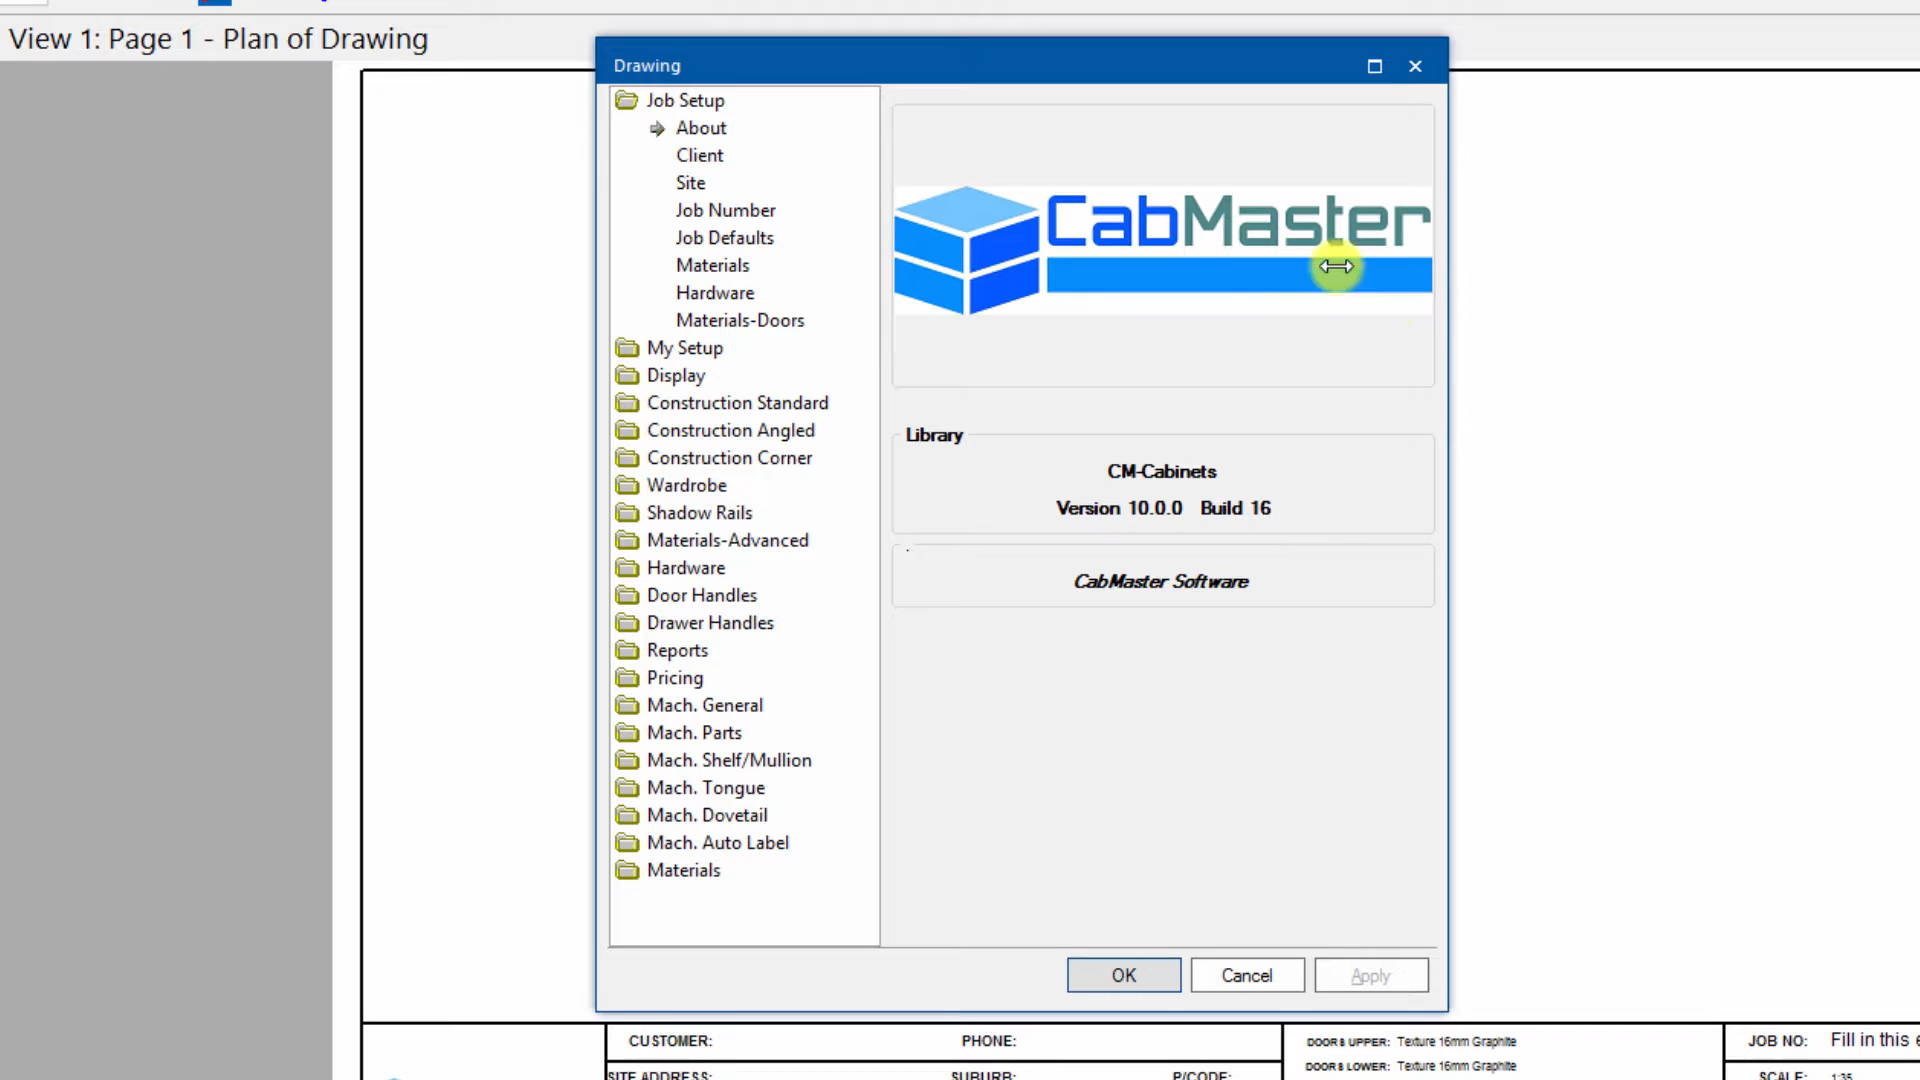 View 1: Page 1 - Plan of Drawing
Drawing
Job Setup
About
Client
Site
Job Number
Job Defaults
Materials
Hardware
Materials-Doors
My Setup
Display
Construction Standard
Construction Angled
Construction Corner
Wardrobe
Shadow Rails
Materials-Advanced
Hardware
Door Handles
Drawer Handles
Reports
Pricing
Mach. General
Mach. Parts
Mach. Shelf/Mullion
Mach. Tongue
Mach. Dovetail
Mach. Auto Label
Materials
CabMaster
Library
CM-Cabinets
Version 10.0.0 Build 16
CabMaster Software
OK Cancel Apply
CUSTOMER: PHONE: DOORS UPPER: Texture 16mm Graphite JOB NO: Fill in this
DOORS LOWER: Texture 16mm Graphite
SITE ADDRESS: SUBURB: P/CODE: SCALE: 1:35